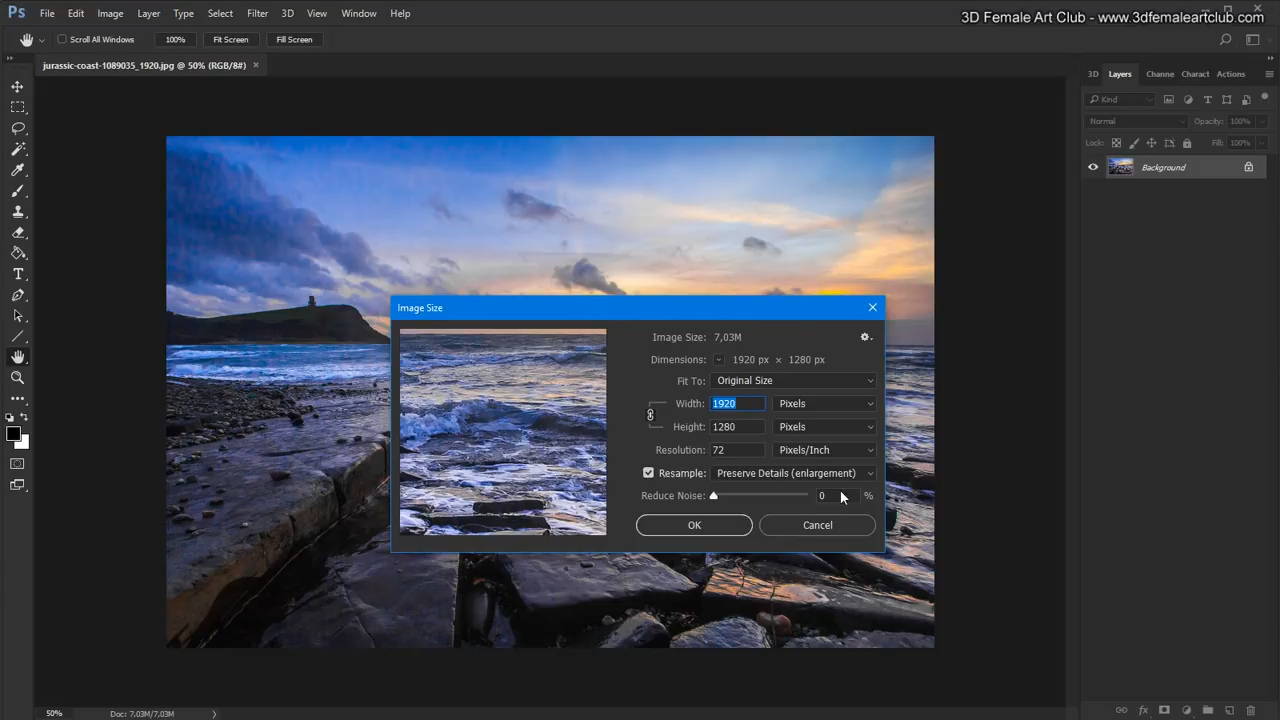 Ps File Edit Image Layer Type Select Filter 3D View Window Help
3D Female Art Club - www.3dfemaleartclub.com
Scroll All Windows 100% Fit Screen Fill Screen
jurassic-coast-1089035_1920.jpg @ 50% (RGB/8#) ×
3D Layers Channe Charact Actions
Kind
Normal Opacity: 100%
Lock: Fill: 100%
Background
Image Size
Image Size: 7,03M
Dimensions: 1920 px × 1280 px
Fit To: Original Size
Width: 1920 Pixels
Height: 1280 Pixels
Resolution: 72 Pixels/Inch
Resample: Preserve Details (enlargement)
Reduce Noise: 0 %
OK Cancel
50% Doc: 7,03M/7,03M